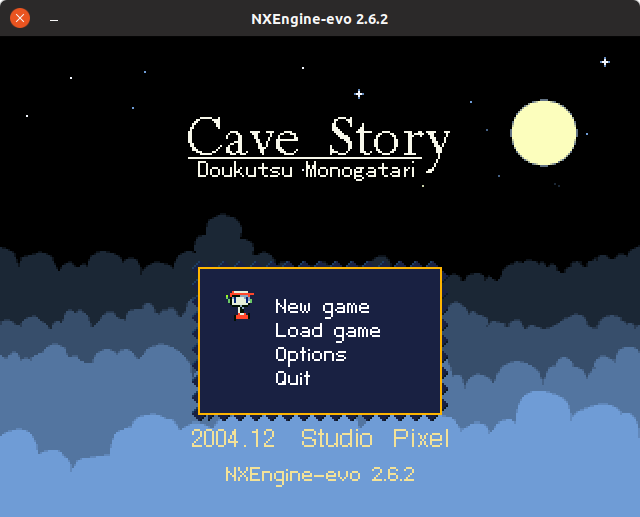 NXEngine-evo 2.6.2
Cave Story
Doukutsu Monogatari
New game
Load game
Options
Quit
2004.12 Studio Pixel
NXEngine-evo 2.6.2